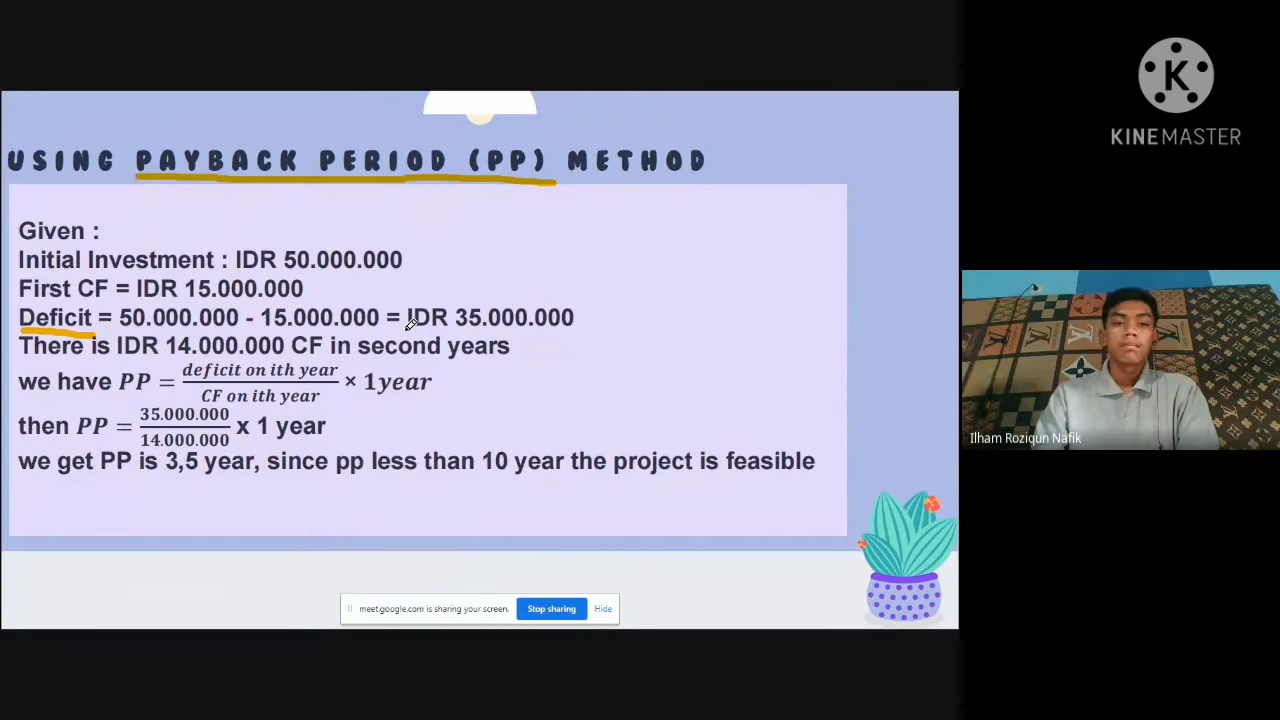 K
KINEMASTER
USING PAYBACK PERIOD (PP) METHOD
Given :
Initial Investment : IDR 50.000.000
First CF = IDR 15.000.000
Deficit = 50.000.000 - 15.000.000 = IDR 35.000.000
There is IDR 14.000.000 CF in second years
we have PP = deficit on ith year / CF on ith year × 1year
then PP = 35.000.000 / 14.000.000 x 1 year
we get PP is 3,5 year, since pp less than 10 year the project is feasible
Ilham Roziqun Nafik
meet.google.com is sharing your screen.
Stop sharing
Hide